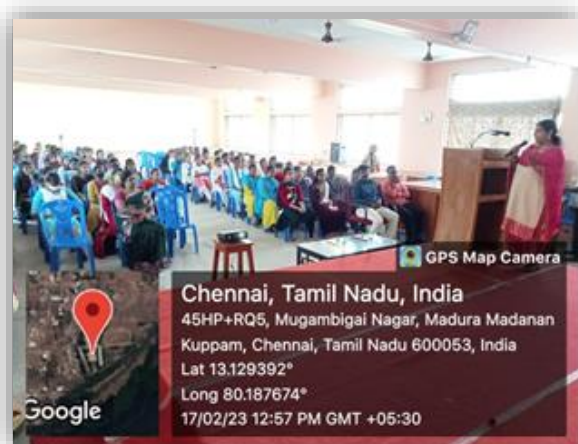 GPS Map Camera
Chennai, Tamil Nadu, India
45HP+RQ5, Mugambigai Nagar, Madura Madanan
Kuppam, Chennai, Tamil Nadu 600053, India
Lat 13.129392°
Long 80.187674°
17/02/23 12:57 PM GMT +05:30
Google